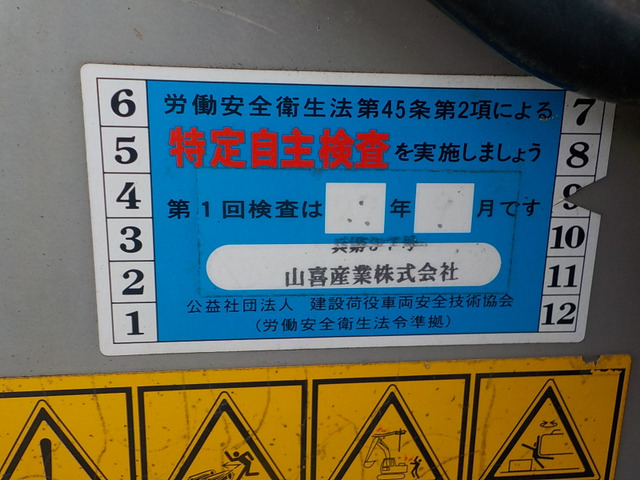 労働安全衛生法第45条第2項による
特定自主検査を実施しましょう
第1回検査は 年 月です
山喜産業株式会社
公益社団法人 建設荷役車両安全技術協会
(労働安全衛生法令準拠)
6
5
4
3
2
1
7
8
9
10
11
12